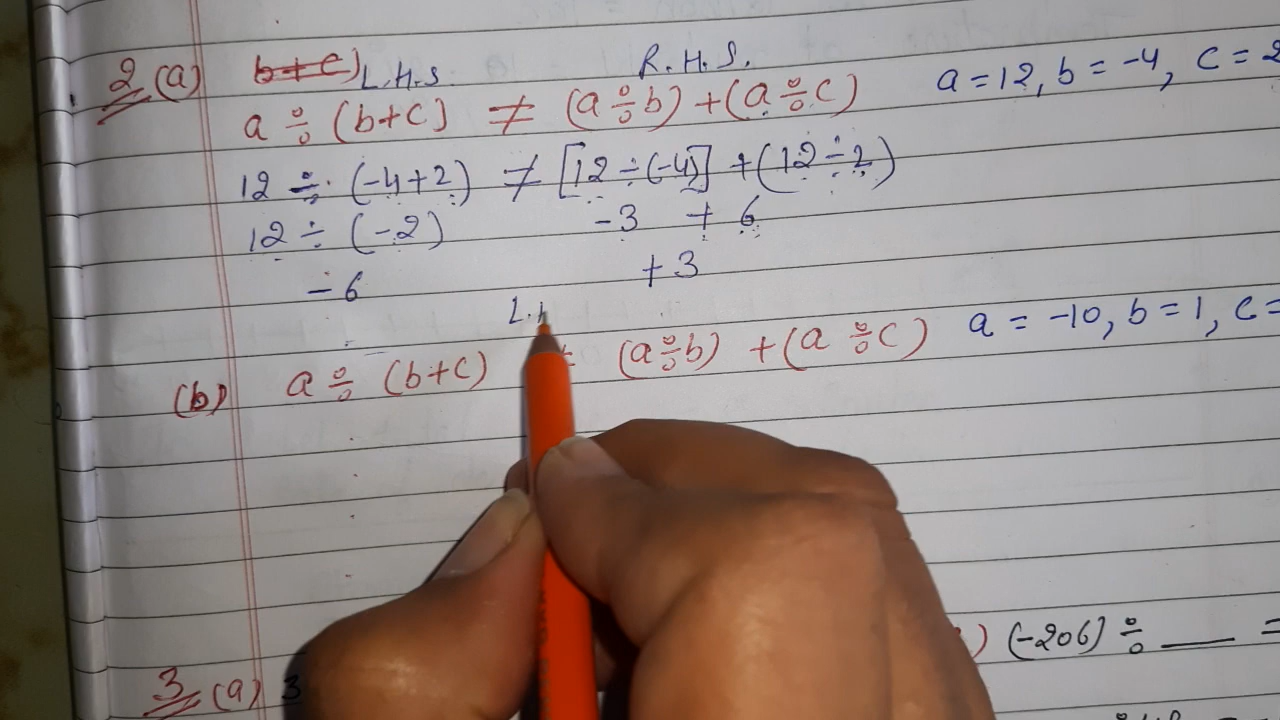 2 (a) b+c) L.H.S. R.H.S.
a ÷ (b+c) ≠ (a ÷ b) + (a ÷ c) a = 12, b = -4, c = 2
12 ÷ (-4+2) ≠ [12 ÷ (-4)] + (12 ÷ 2)
12 ÷ (-2) -3 + 6
-6 +3
L.
(b) a ÷ (b+c) (a ÷ b) + (a ÷ c) a = -10, b = 1, c =
) (-206) ÷ ___ =
3 (a) 3